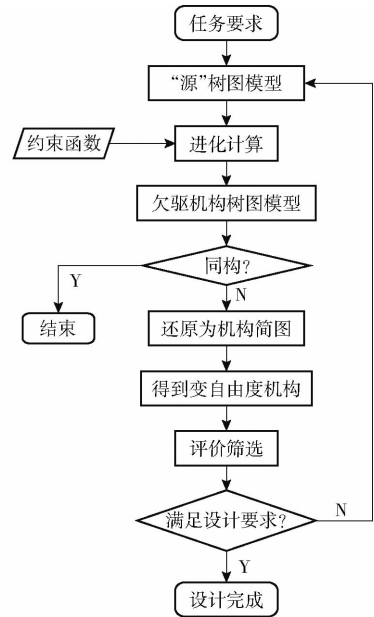 任务要求
“源”树图模型
约束函数
进化计算
欠驱机构树图模型
同构?
Y
N
结束
还原为机构简图
得到变自由度机构
评价筛选
满足设计要求?
N
Y
设计完成